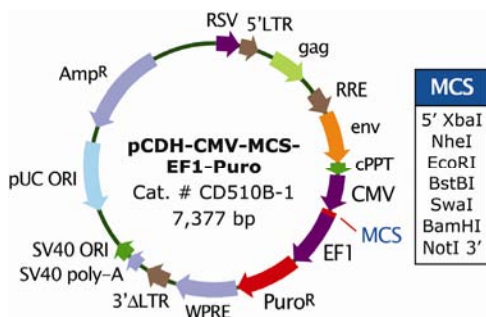 RSV
5'LTR
gag
RRE
env
cPPT
CMV
MCS
EF1
Puroᴿ
WPRE
3'ΔLTR
SV40 poly-A
SV40 ORI
pUC ORI
Ampᴿ
pCDH-CMV-MCS-
EF1-Puro
Cat. # CD510B-1
7,377 bp
MCS
5' XbaI
NheI
EcoRI
BstBI
SwaI
BamHI
NotI 3'